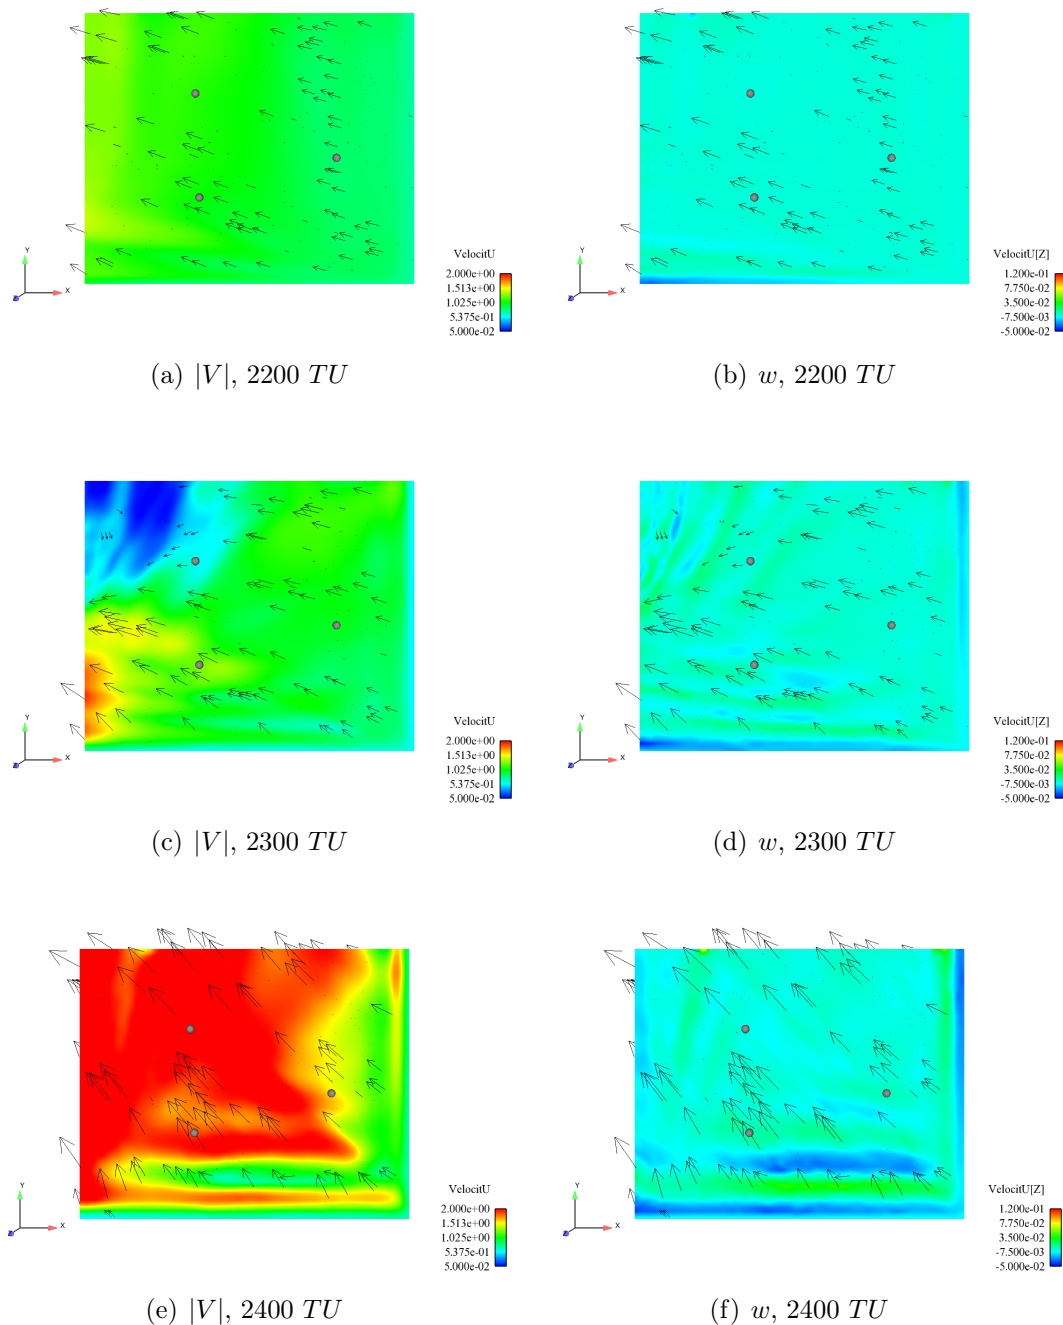 Y
X
Z
VelocitU
2.000e+00
1.513e+00
1.025e+00
5.375e-01
5.000e-02
Y
X
Z
VelocitU[Z]
1.200e-01
7.750e-02
3.500e-02
-7.500e-03
-5.000e-02
(a) |V|, 2200 TU
(b) w, 2200 TU
Y
X
Z
VelocitU
2.000e+00
1.513e+00
1.025e+00
5.375e-01
5.000e-02
Y
X
Z
VelocitU[Z]
1.200e-01
7.750e-02
3.500e-02
-7.500e-03
-5.000e-02
(c) |V|, 2300 TU
(d) w, 2300 TU
Y
X
Z
VelocitU
2.000e+00
1.513e+00
1.025e+00
5.375e-01
5.000e-02
Y
X
Z
VelocitU[Z]
1.200e-01
7.750e-02
3.500e-02
-7.500e-03
-5.000e-02
(e) |V|, 2400 TU
(f) w, 2400 TU